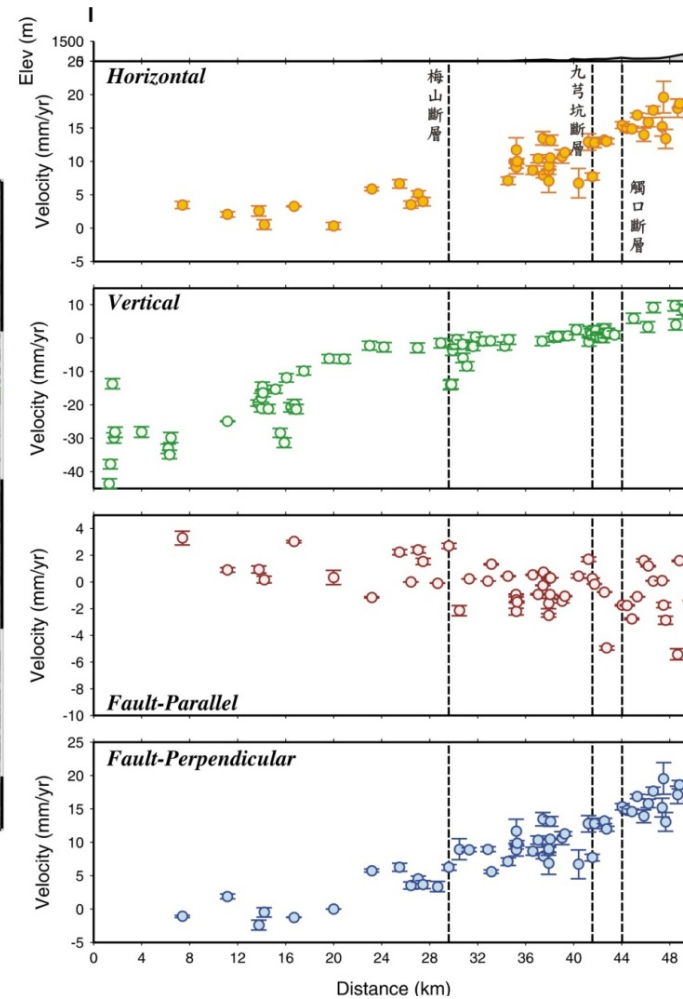 I
Elev (m)
1500
20
Horizontal
梅山斷層
九芎坑斷層
觸口斷層
Velocity (mm/yr)
20
15
10
5
0
-5
Vertical
Velocity (mm/yr)
10
0
-10
-20
-30
-40
Velocity (mm/yr)
4
2
0
-2
-4
-6
-8
-10
Fault-Parallel
Fault-Perpendicular
Velocity (mm/yr)
25
20
15
10
5
0
-5
0 4 8 12 16 20 24 28 32 36 40 44 48
Distance (km)